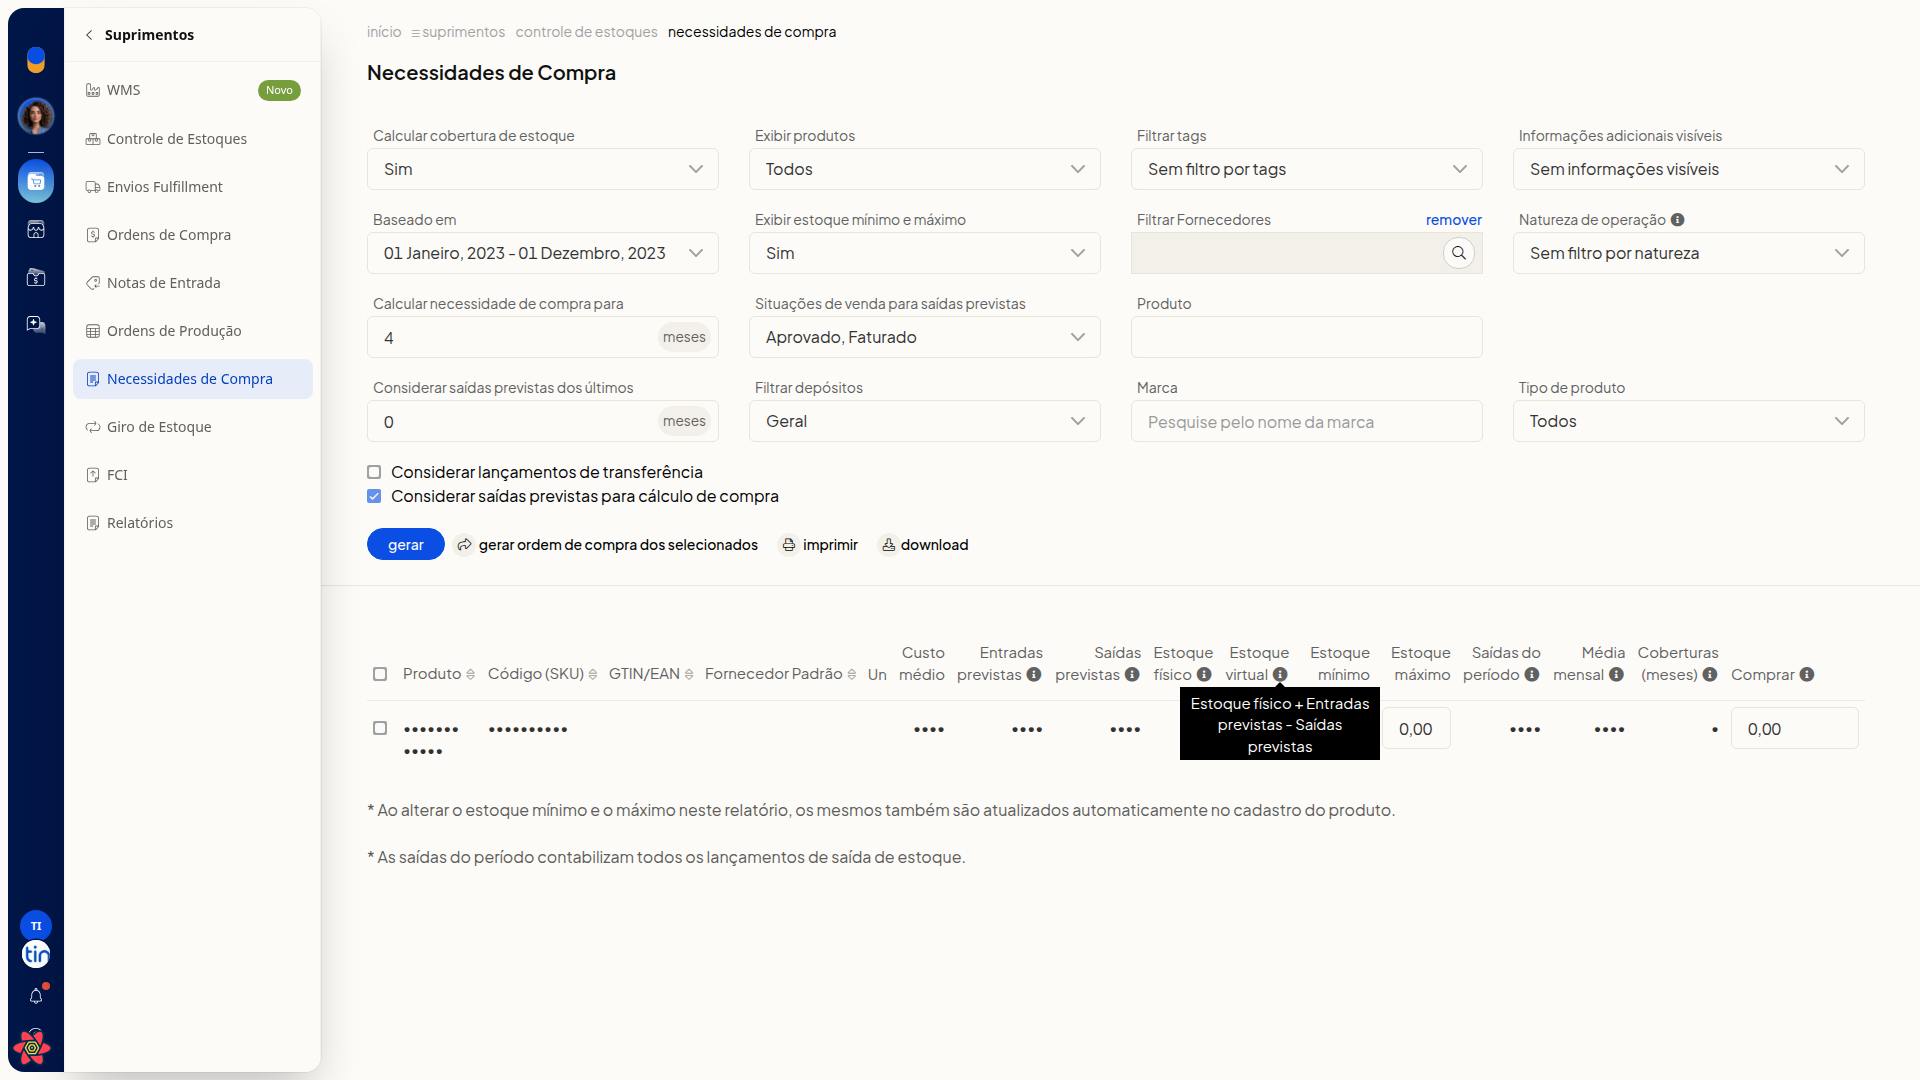 Suprimentos
WMS
Novo
Controle de Estoques
Envios Fulfillment
Ordens de Compra
Notas de Entrada
Ordens de Produção
Necessidades de Compra
Giro de Estoque
FCI
Relatórios
TI
tin
início suprimentos controle de estoques necessidades de compra
Necessidades de Compra
Calcular cobertura de estoque
Sim
Exibir produtos
Todos
Filtrar tags
Sem filtro por tags
Informações adicionais visíveis
Sem informações visíveis
Baseado em
01 Janeiro, 2023 - 01 Dezembro, 2023
Exibir estoque mínimo e máximo
Sim
Filtrar Fornecedores
remover
Natureza de operação
Sem filtro por natureza
Calcular necessidade de compra para
4
meses
Situações de venda para saídas previstas
Aprovado, Faturado
Produto
Considerar saídas previstas dos últimos
0
meses
Filtrar depósitos
Geral
Marca
Pesquise pelo nome da marca
Tipo de produto
Todos
Considerar lançamentos de transferência
Considerar saídas previstas para cálculo de compra
gerar
gerar ordem de compra dos selecionados
imprimir
download
Produto
Código (SKU)
GTIN/EAN
Fornecedor Padrão
Un
Custo médio
Entradas previstas
Saídas previstas
Estoque físico
Estoque virtual
Estoque mínimo
Estoque máximo
Saídas do período
Média mensal
Coberturas (meses)
Comprar
Estoque físico + Entradas
previstas - Saídas
previstas
0,00
0,00
* Ao alterar o estoque mínimo e o máximo neste relatório, os mesmos também são atualizados automaticamente no cadastro do produto.
* As saídas do período contabilizam todos os lançamentos de saída de estoque.